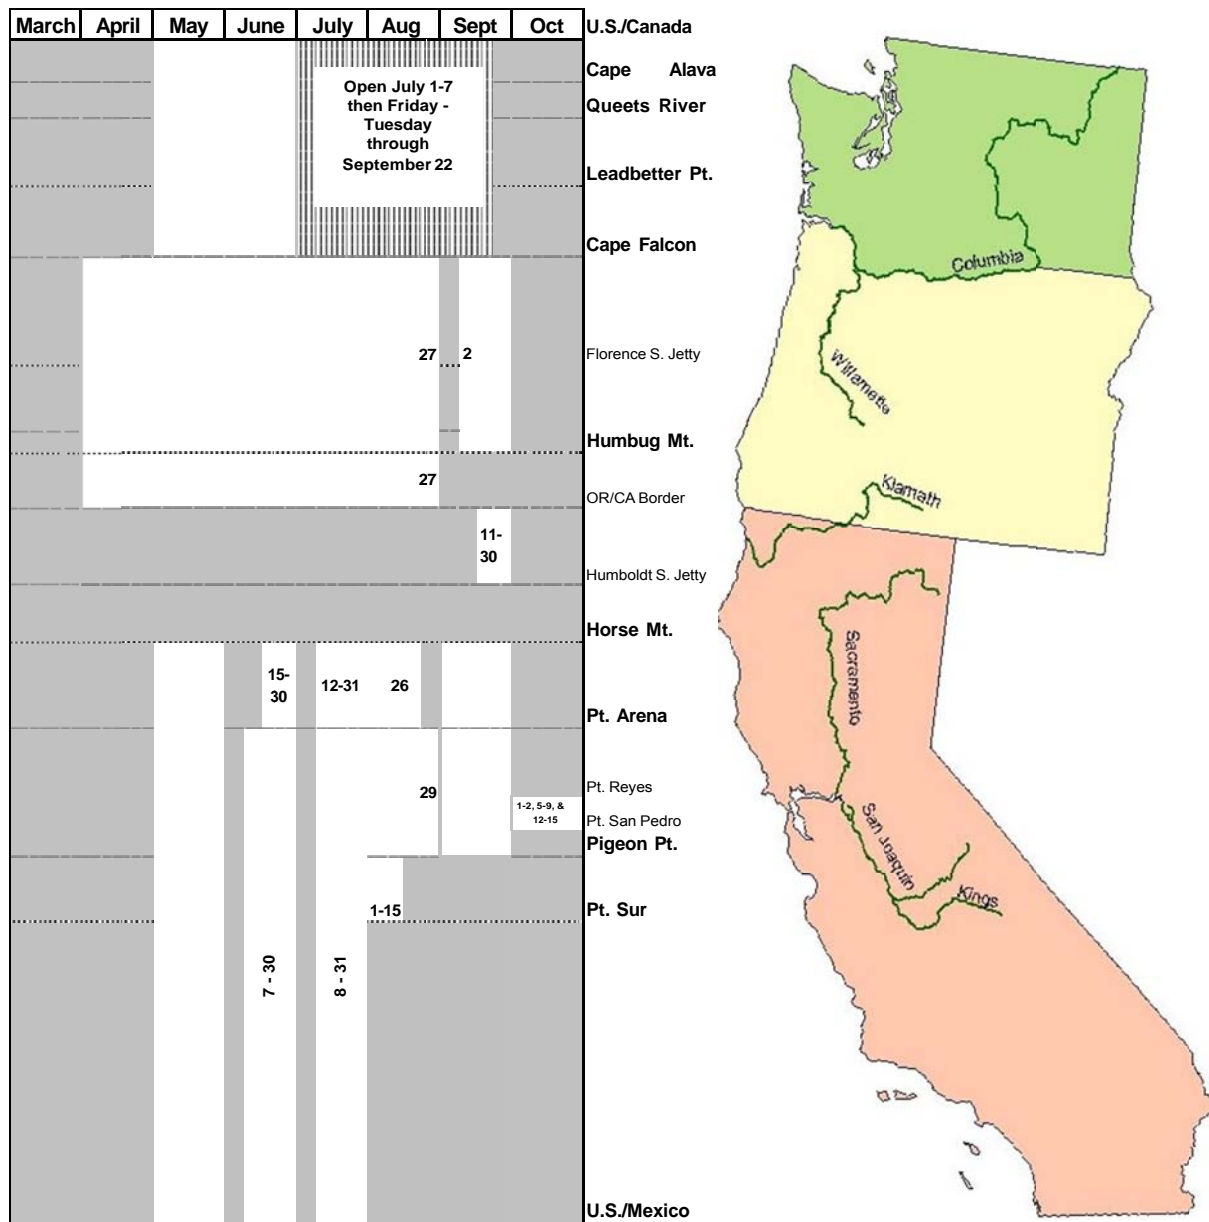 March April May June July Aug Sept Oct U.S./Canada
Cape Alava
Open July 1-7
then Friday -
Tuesday
through
September 22
Queets River
Leadbetter Pt.
Cape Falcon
27 2 Florence S. Jetty
Humbug Mt.
27
OR/CA Border
11-
30
Humboldt S. Jetty
Horse Mt.
15-
30
12-31 26
Pt. Arena
29 Pt. Reyes
1-2, 5-9, &
12-15
Pt. San Pedro
Pigeon Pt.
1-15 Pt. Sur
7 - 30
8 - 31
U.S./Mexico
Columbia
Willamette
Klamath
Sacramento
San Joaquin
Kings